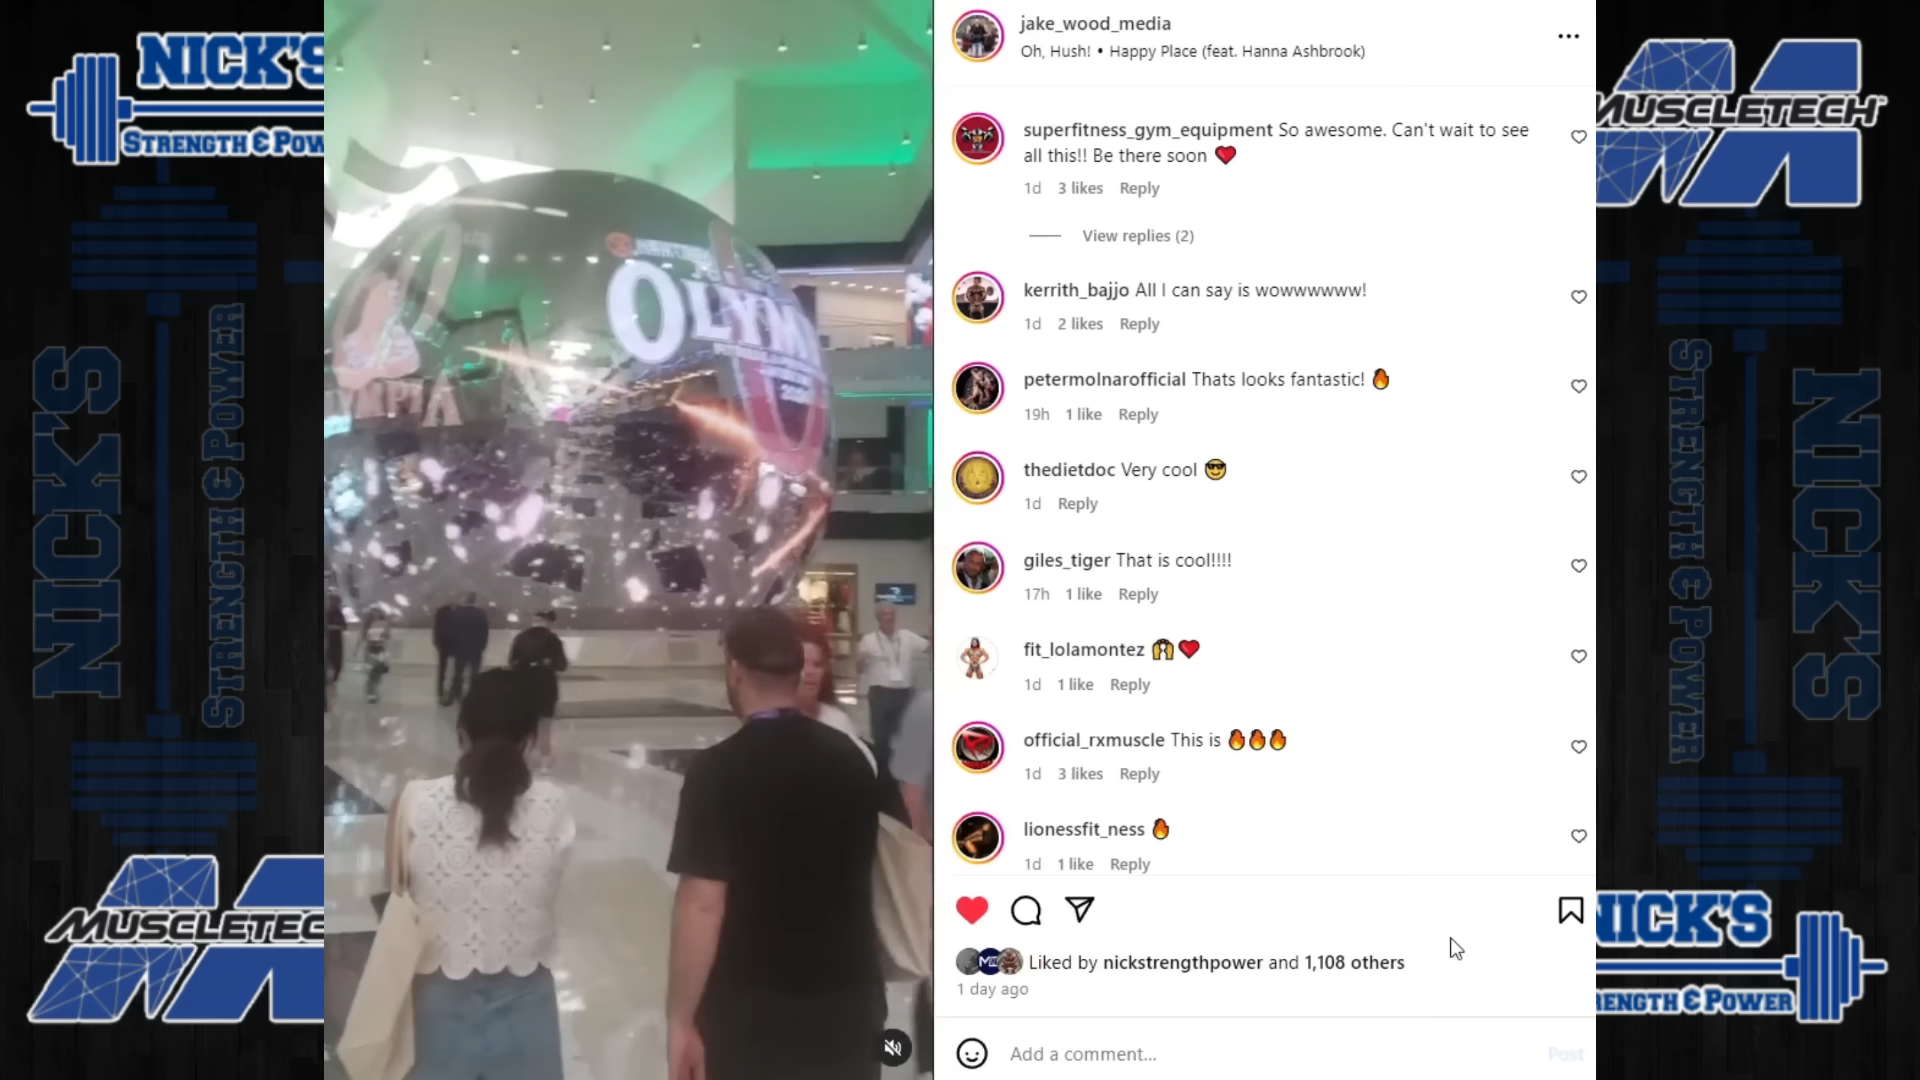 NICK'S
STRENGTH & POW
NICK'S
STRENGTH & POWER
MUSCLETEC
OLYM
jake_wood_media
Oh, Hush! • Happy Place (feat. Hanna Ashbrook)
superfitness_gym_equipment So awesome. Can't wait to see
all this!! Be there soon ❤️
1d 3 likes Reply
View replies (2)
kerrith_bajjo All I can say is wowwwwww!
1d 2 likes Reply
petermolnarofficial Thats looks fantastic! 🔥
19h 1 like Reply
thedietdoc Very cool 😎
1d Reply
giles_tiger That is cool!!!!
17h 1 like Reply
fit_lolamontez 🙌❤️
1d 1 like Reply
official_rxmuscle This is 🔥🔥🔥
1d 3 likes Reply
lionessfit_ness 🔥
1d 1 like Reply
Liked by nickstrengthpower and 1,108 others
1 day ago
Add a comment...
Post
MUSCLETECH
STRENGTH & POWER
NICK'S
NICK'S
RENGTH & POWER